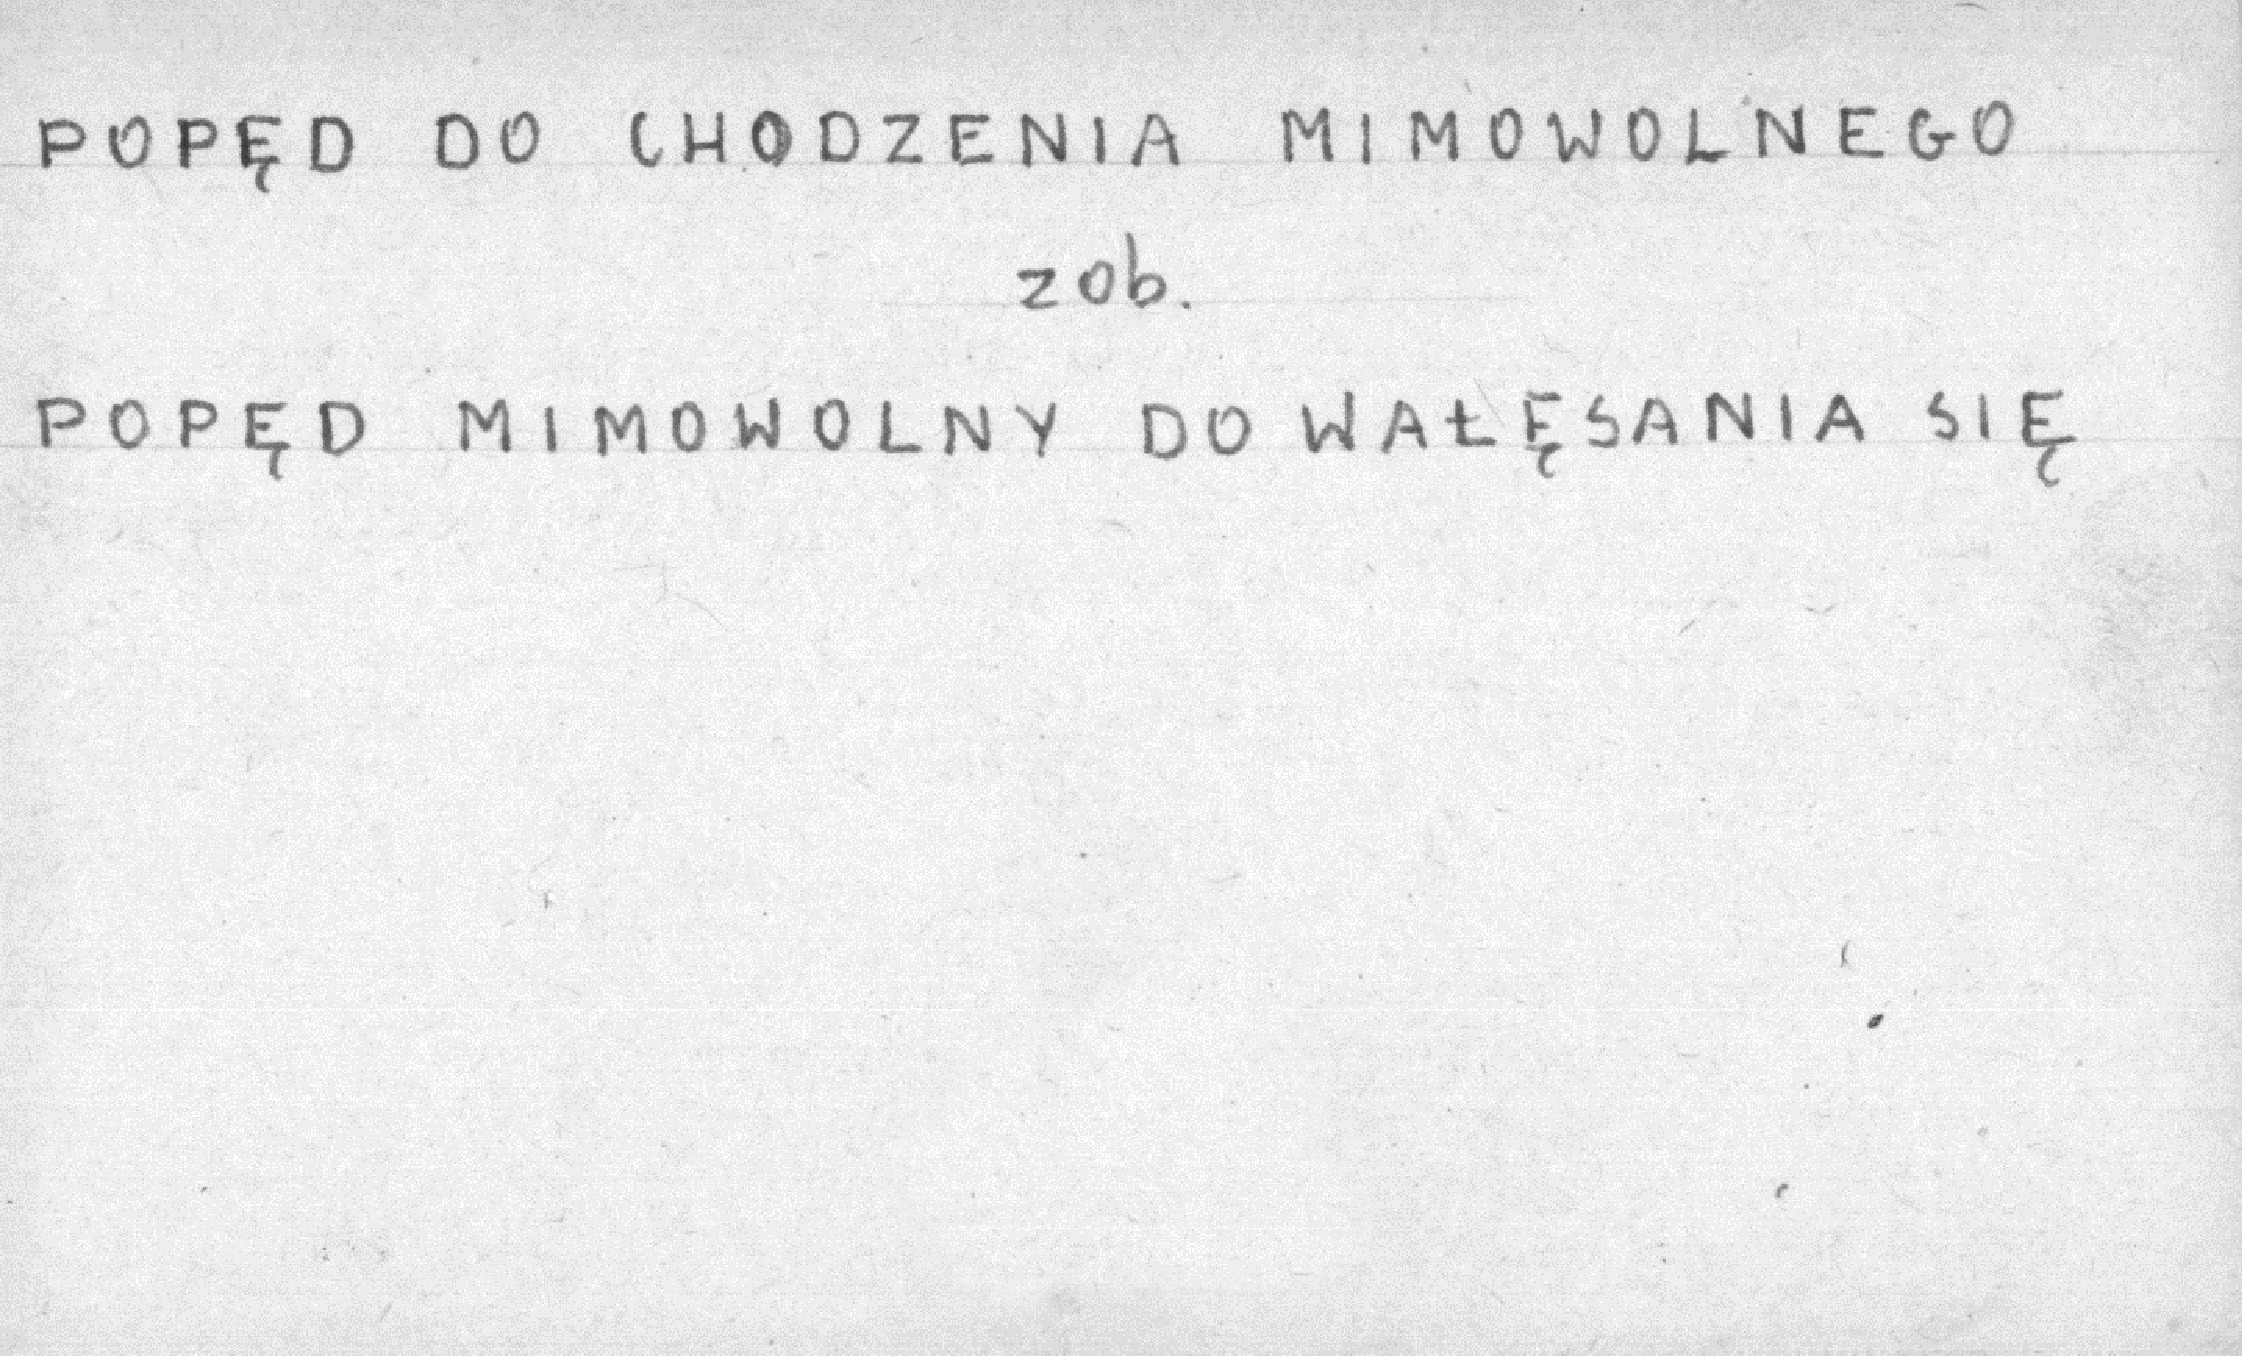 POPĘD DO CHODZENIA MIMOWOLNEGO
zob.
POPĘD MIMOWOLNY DO WAŁĘSANIA SIĘ